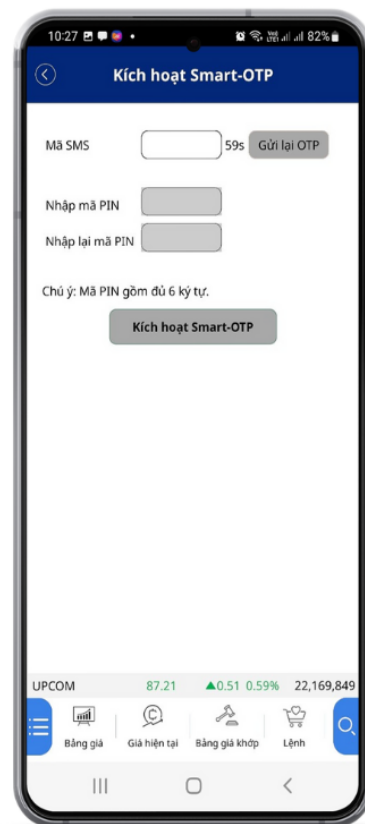 10:27 82%
Kích hoạt Smart-OTP
Mã SMS 59s Gửi lại OTP
Nhập mã PIN
Nhập lại mã PIN
Chú ý: Mã PIN gồm đủ 6 ký tự.
Kích hoạt Smart-OTP
UPCOM 87.21 ▲0.51 0.59% 22,169,849
Bảng giá Giá hiện tại Bảng giá khớp Lệnh